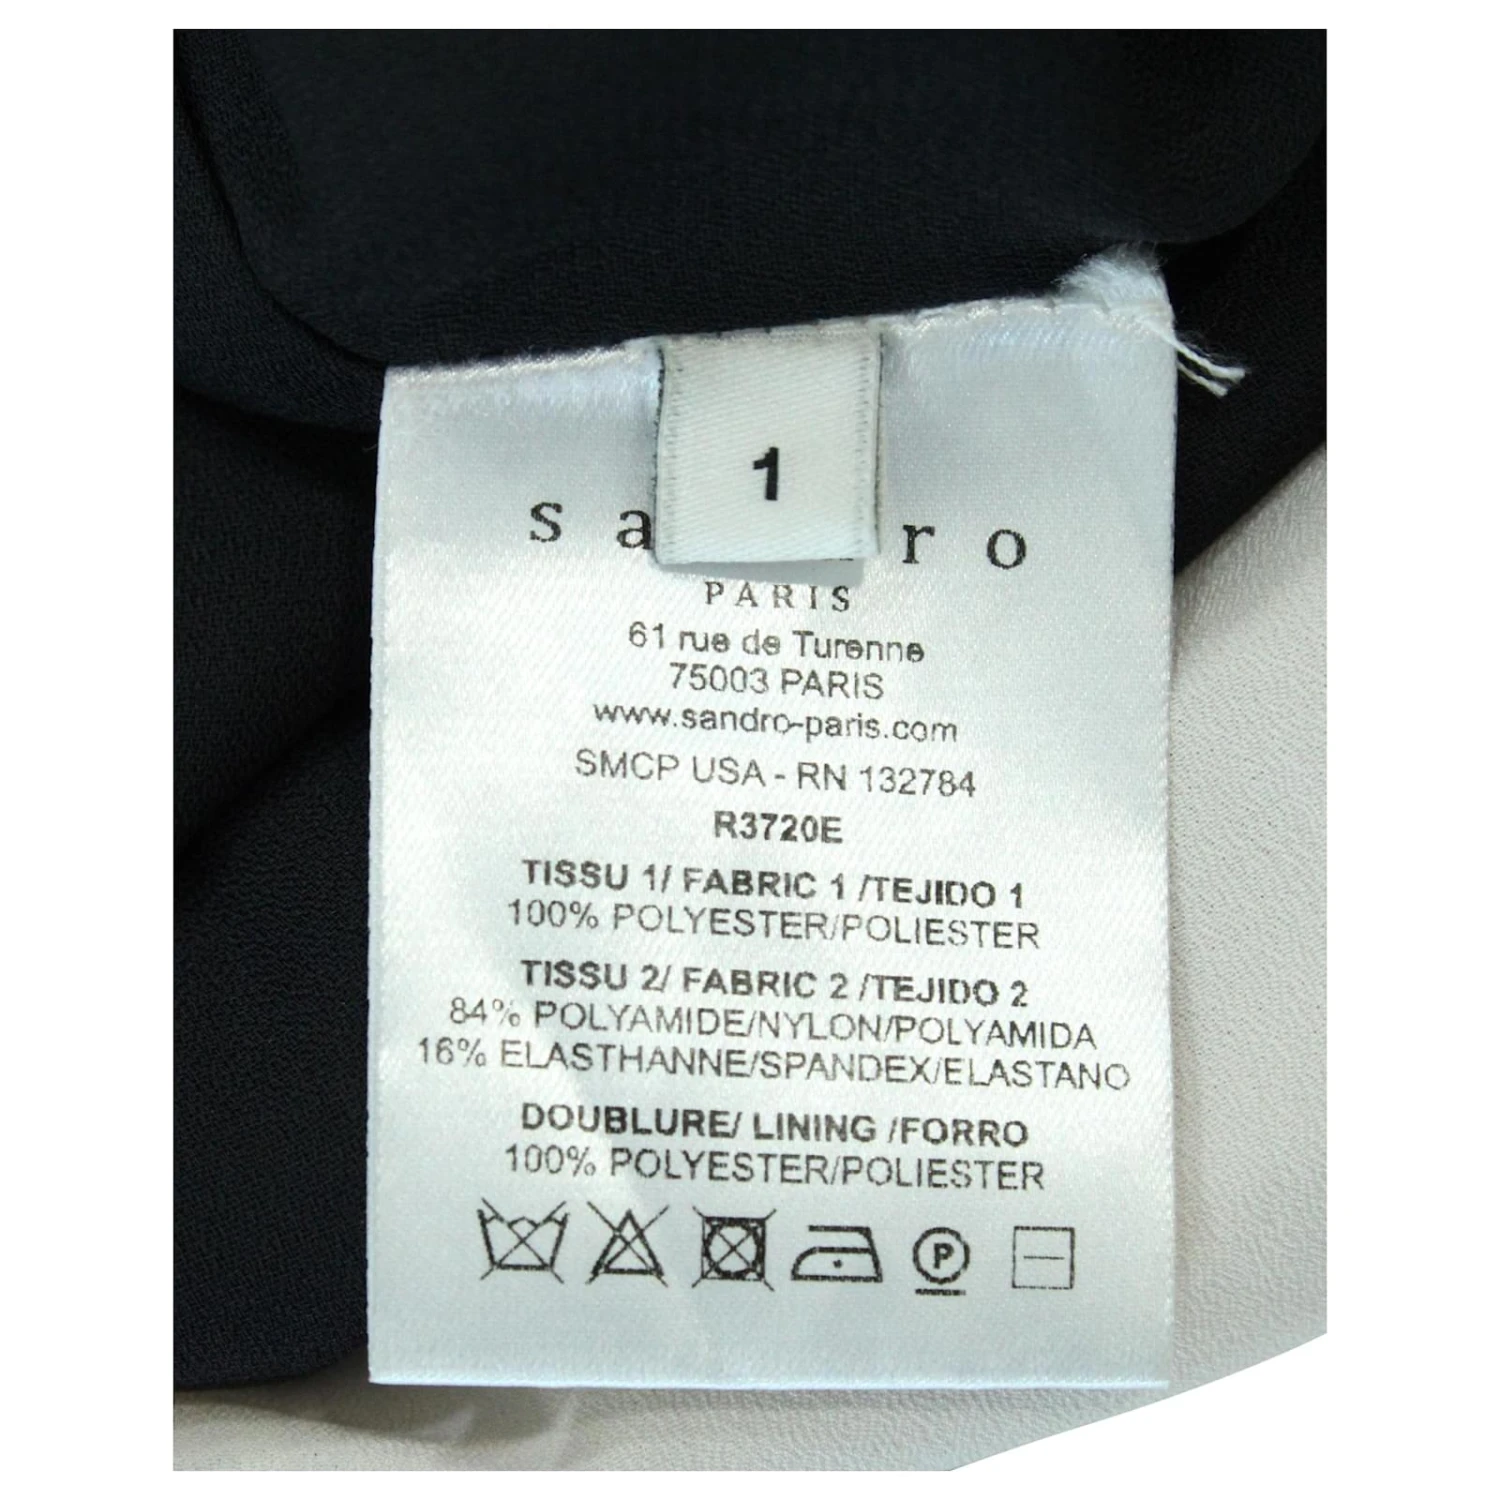 1
sa ro
PARIS
61 rue de Turenne
75003 PARIS
www.sandro-paris.com
SMCP USA - RN 132784
R3720E
TISSU 1/ FABRIC 1 /TEJIDO 1
100% POLYESTER/POLIESTER
TISSU 2/ FABRIC 2 /TEJIDO 2
84% POLYAMIDE/NYLON/POLYAMIDA
16% ELASTHANNE/SPANDEX/ELASTANO
DOUBLURE/ LINING /FORRO
100% POLYESTER/POLIESTER
P